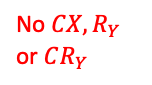 No CX, R_Y
or CR_Y